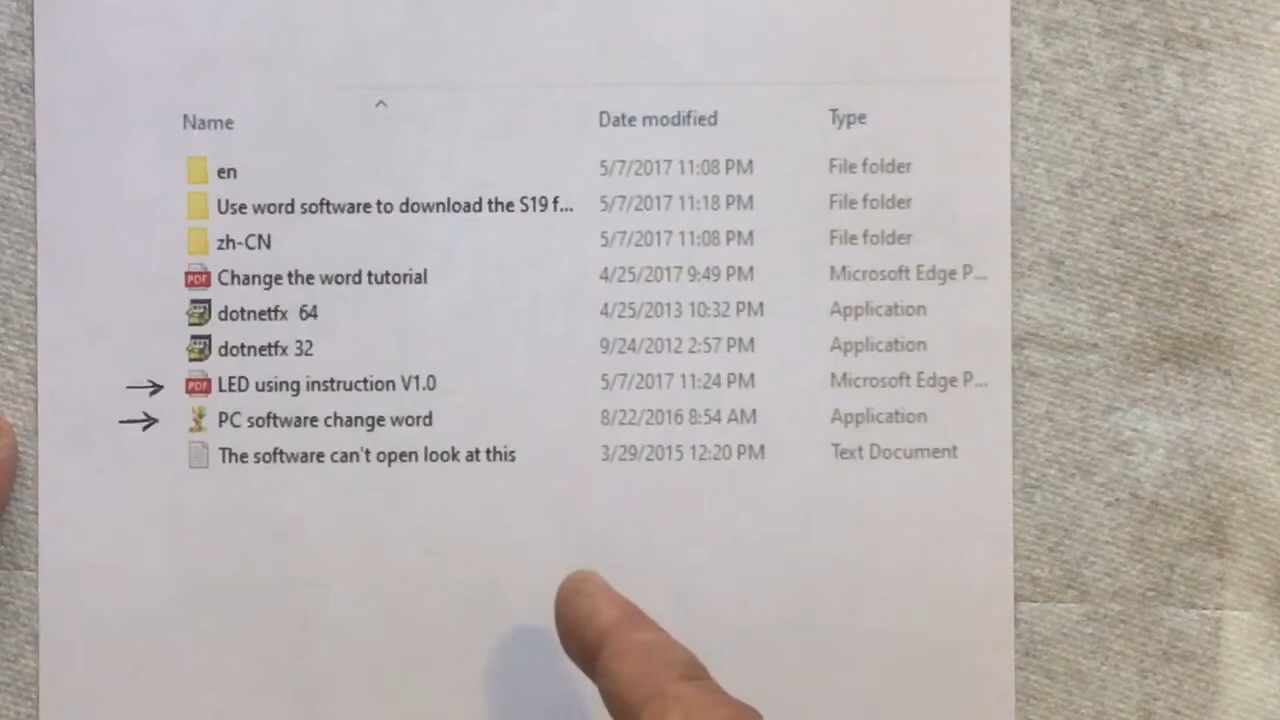 Name Date modified Type
en 5/7/2017 11:08 PM File folder
Use word software to download the S19 f... 5/7/2017 11:18 PM File folder
zh-CN 5/7/2017 11:08 PM File folder
PDF Change the word tutorial 4/25/2017 9:49 PM Microsoft Edge P...
dotnetfx 64 4/25/2013 10:32 PM Application
dotnetfx 32 9/24/2012 2:57 PM Application
PDF LED using instruction V1.0 5/7/2017 11:24 PM Microsoft Edge P...
PC software change word 8/22/2016 8:54 AM Application
The software can't open look at this 3/29/2015 12:20 PM Text Document